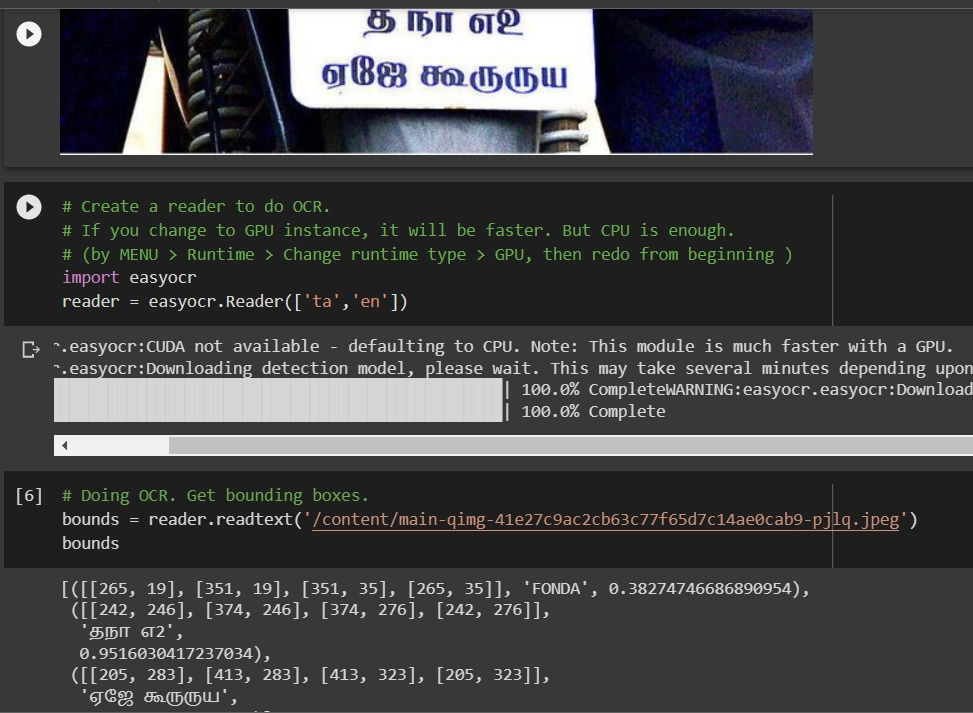 த நா எ2
ஏஜே கூருருய
# Create a reader to do OCR.
# If you change to GPU instance, it will be faster. But CPU is enough.
# (by MENU > Runtime > Change runtime type > GPU, then redo from beginning )
import easyocr
reader = easyocr.Reader(['ta','en'])
r.easyocr:CUDA not available - defaulting to CPU. Note: This module is much faster with a GPU.
r.easyocr:Downloading detection model, please wait. This may take several minutes depending upon
| 100.0% CompleteWARNING:easyocr.easyocr:Download
| 100.0% Complete
[6] # Doing OCR. Get bounding boxes.
bounds = reader.readtext('/content/main-qimg-41e27c9ac2cb63c77f65d7c14ae0cab9-pjlq.jpeg')
bounds
[([[265, 19], [351, 19], [351, 35], [265, 35]], 'FONDA', 0.38274746686890954),
([[242, 246], [374, 246], [374, 276], [242, 276]],
'தநா எ2',
0.9516030417237034),
([[205, 283], [413, 283], [413, 323], [205, 323]],
'ஏஜே கூருருய',